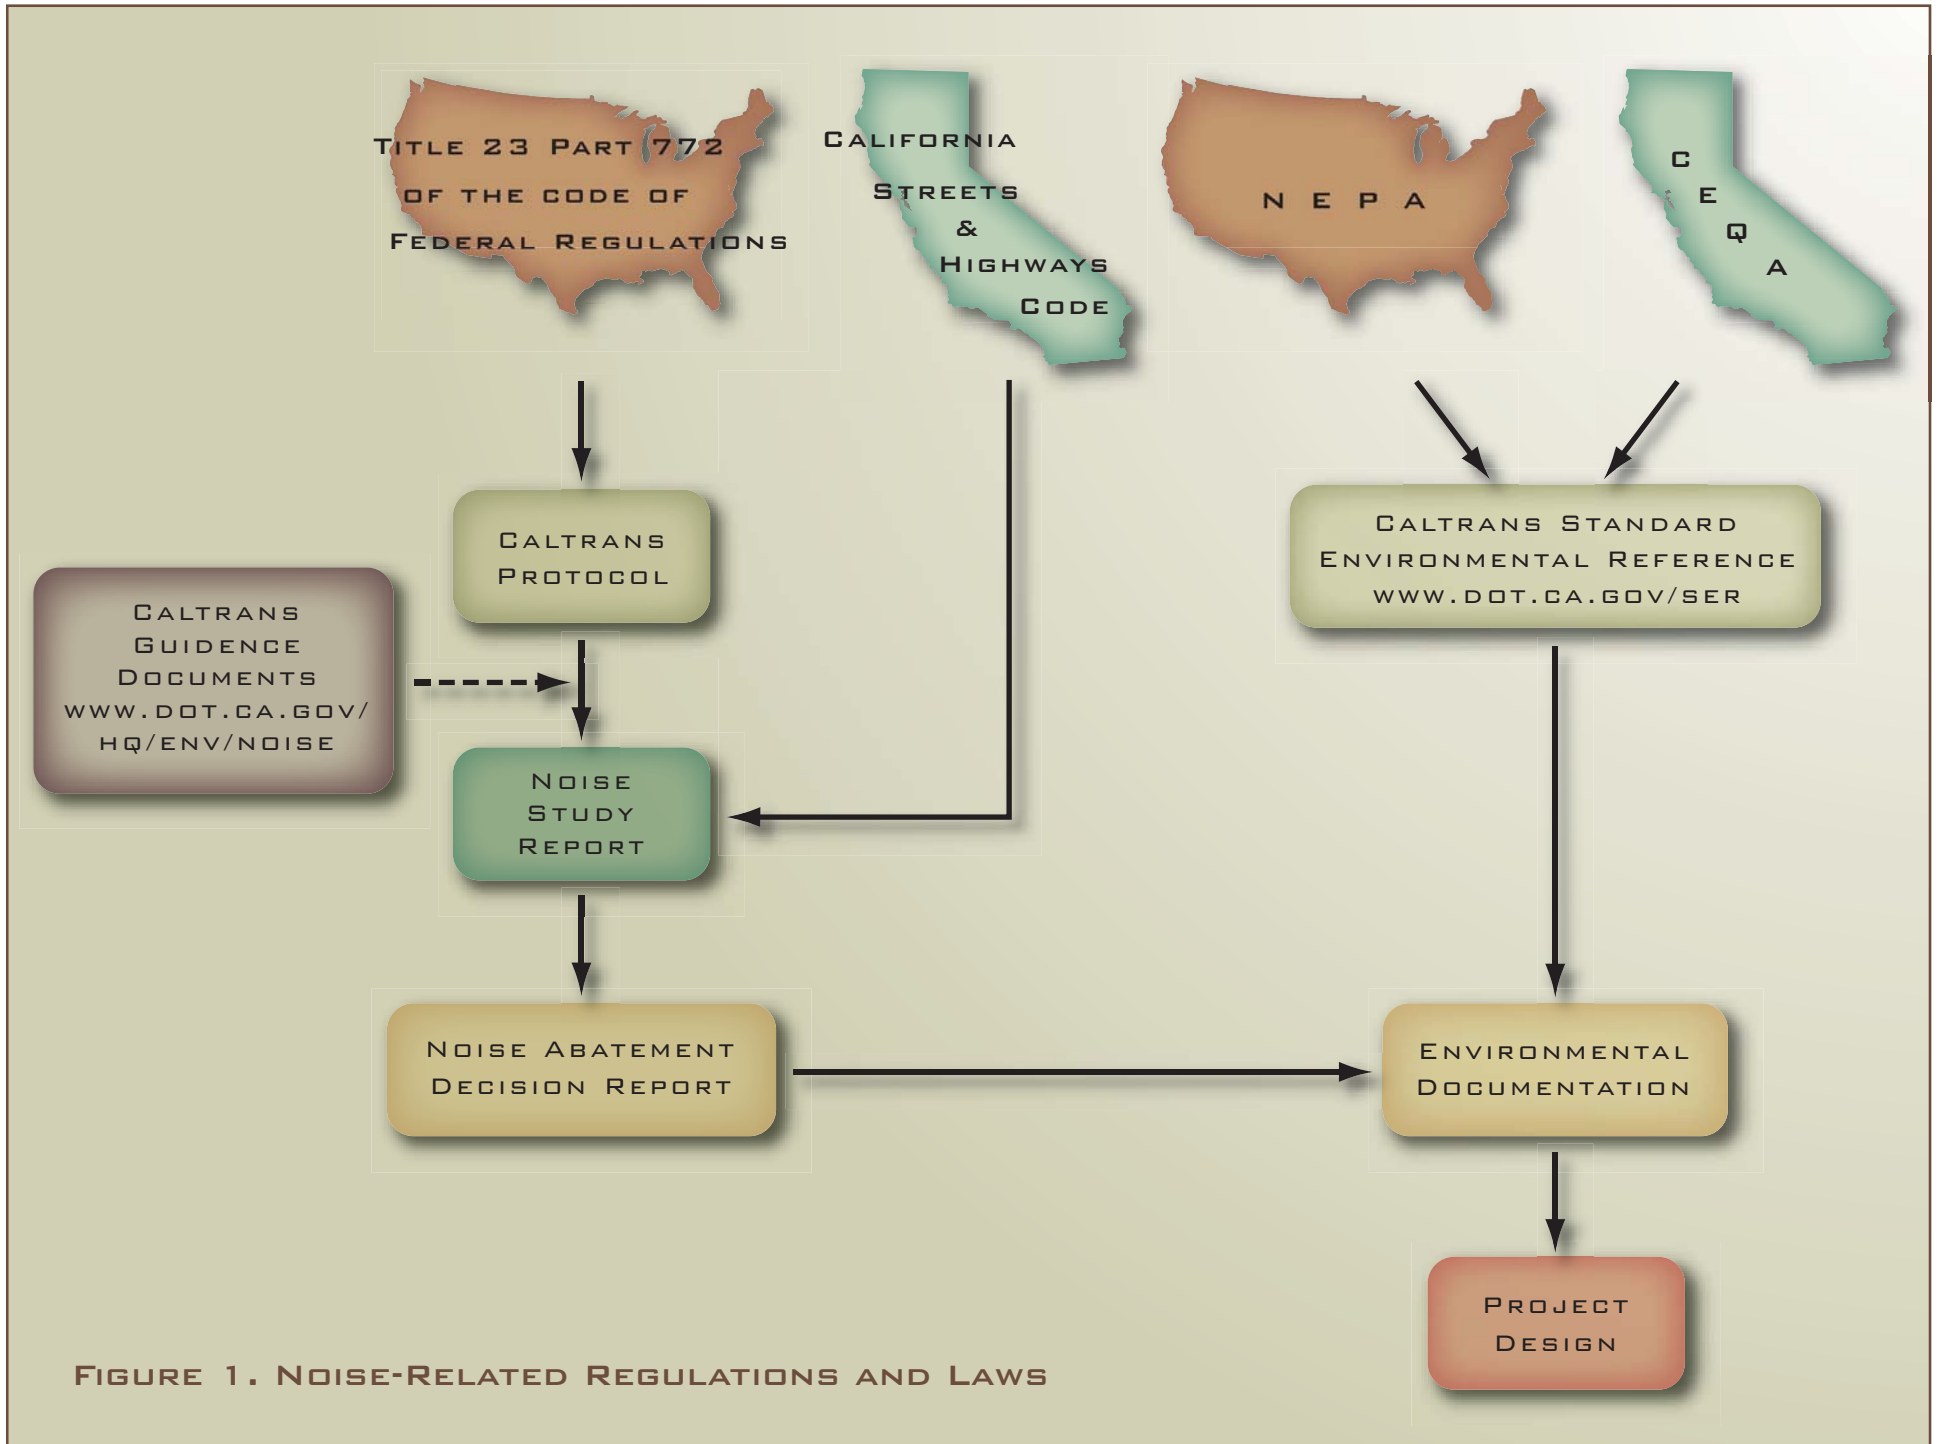 Title 23 Part 772
of the code of
Federal Regulations
California
Streets
&
Highways
Code
N E P A
C
E
Q
A
Caltrans
Protocol
Caltrans Standard
Environmental Reference
www.dot.ca.gov/ser
Caltrans
Guidence
Documents
www.dot.ca.gov/
hq/env/noise
Noise
Study
Report
Noise Abatement
Decision Report
Environmental
Documentation
Project
Design
Figure 1. Noise-Related Regulations and Laws